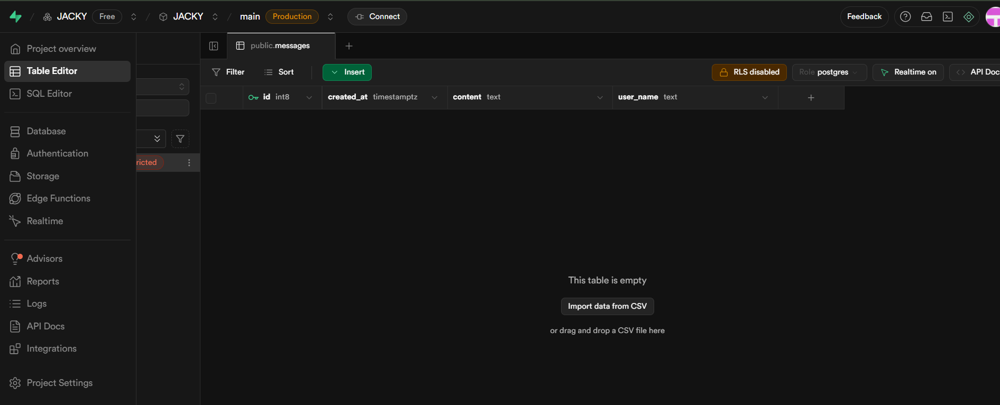 JACKY Free JACKY main Production Connect Feedback
Project overview
Table Editor
SQL Editor
Database
Authentication
Storage
Edge Functions
Realtime
Advisors
Reports
Logs
API Docs
Integrations
Project Settings
ricted
public.messages
Filter Sort Insert RLS disabled Role postgres Realtime on API Doc
id int8 created_at timestamptz content text user_name text
This table is empty
Import data from CSV
or drag and drop a CSV file here